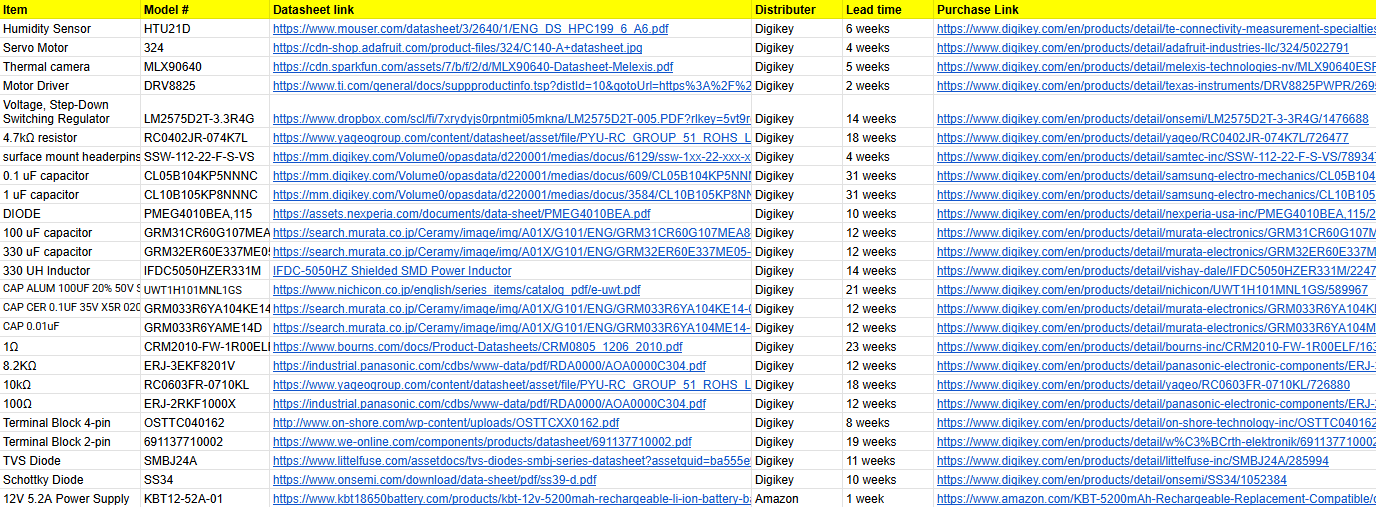 Item Model # Datasheet link Distributer Lead time Purchase Link
Humidity Sensor HTU21D https://www.mouser.com/datasheet/3/2640/1/ENG_DS_HPC199_6_A6.pdf Digikey 6 weeks https://www.digikey.com/en/products/detail/te-connectivity-measurement-specialties
Servo Motor 324 https://cdn-shop.adafruit.com/product-files/324/C140-A+datasheet.jpg Digikey 4 weeks https://www.digikey.com/en/products/detail/adafruit-industries-llc/324/5022791
Thermal camera MLX90640 https://cdn.sparkfun.com/assets/7/b/f/2/d/MLX90640-Datasheet-Melexis.pdf Digikey 5 weeks https://www.digikey.com/en/products/detail/melexis-technologies-nv/MLX90640ESF
Motor Driver DRV8825 https://www.ti.com/general/docs/suppproductinfo.tsp?distId=10&gotoUrl=https%3A%2F%2 Digikey 2 weeks https://www.digikey.com/en/products/detail/texas-instruments/DRV8825PWPR/269
Voltage, Step-Down
Switching Regulator LM2575D2T-3.3R4G https://www.dropbox.com/scl/fi/7xrydyjs0rpntmi05mkna/LM2575D2T-005.PDF?rlkey=5vt9r Digikey 14 weeks https://www.digikey.com/en/products/detail/onsemi/LM2575D2T-3-3R4G/1476688
4.7kΩ resistor RC0402JR-074K7L https://www.yageogroup.com/content/datasheet/asset/file/PYU-RC_GROUP_51_ROHS_L Digikey 18 weeks https://www.digikey.com/en/products/detail/yageo/RC0402JR-074K7L/726477
surface mount headerpins SSW-112-22-F-S-VS https://mm.digikey.com/Volume0/opasdata/d220001/medias/docus/6129/ssw-1xx-22-xxx-x Digikey 4 weeks https://www.digikey.com/en/products/detail/samtec-inc/SSW-112-22-F-S-VS/789347
0.1 uF capacitor CL05B104KP5NNNC https://mm.digikey.com/Volume0/opasdata/d220001/medias/docus/609/CL05B104KP5NN Digikey 31 weeks https://www.digikey.com/en/products/detail/samsung-electro-mechanics/CL05B104
1 uF capacitor CL10B105KP8NNNC https://mm.digikey.com/Volume0/opasdata/d220001/medias/docus/3584/CL10B105KP8NN Digikey 31 weeks https://www.digikey.com/en/products/detail/samsung-electro-mechanics/CL10B105
DIODE PMEG4010BEA,115 https://assets.nexperia.com/documents/data-sheet/PMEG4010BEA.pdf Digikey 10 weeks https://www.digikey.com/en/products/detail/nexperia-usa-inc/PMEG4010BEA,115/2
100 uF capacitor GRM31CR60G107MEA https://search.murata.co.jp/Ceramy/image/img/A01X/G101/ENG/GRM31CR60G107MEA8- Digikey 12 weeks https://www.digikey.com/en/products/detail/murata-electronics/GRM31CR60G107M
330 uF capacitor GRM32ER60E337ME05 https://search.murata.co.jp/Ceramy/image/img/A01X/G101/ENG/GRM32ER60E337ME05- Digikey 12 weeks https://www.digikey.com/en/products/detail/murata-electronics/GRM32ER60E337M
330 UH Inductor IFDC5050HZER331M IFDC-5050HZ Shielded SMD Power Inductor Digikey 14 weeks https://www.digikey.com/en/products/detail/vishay-dale/IFDC5050HZER331M/2247
CAP ALUM 100UF 20% 50V S UWT1H101MNL1GS https://www.nichicon.co.jp/english/series_items/catalog_pdf/e-uwt.pdf Digikey 21 weeks https://www.digikey.com/en/products/detail/nichicon/UWT1H101MNL1GS/589967
CAP CER 0.1UF 35V X5R 020 GRM033R6YA104KE14 https://search.murata.co.jp/Ceramy/image/img/A01X/G101/ENG/GRM033R6YA104KE14-0 Digikey 12 weeks https://www.digikey.com/en/products/detail/murata-electronics/GRM033R6YA104KE
CAP 0.01uF GRM033R6YAME14D https://search.murata.co.jp/Ceramy/image/img/A01X/G101/ENG/GRM033R6YA104ME14- Digikey 12 weeks https://www.digikey.com/en/products/detail/murata-electronics/GRM033R6YA104M
1Ω CRM2010-FW-1R00ELF https://www.bourns.com/docs/Product-Datasheets/CRM0805_1206_2010.pdf Digikey 23 weeks https://www.digikey.com/en/products/detail/bourns-inc/CRM2010-FW-1R00ELF/163
8.2KΩ ERJ-3EKF8201V https://industrial.panasonic.com/cdbs/www-data/pdf/RDA0000/AOA0000C304.pdf Digikey 12 weeks https://www.digikey.com/en/products/detail/panasonic-electronic-components/ERJ-
10kΩ RC0603FR-0710KL https://www.yageogroup.com/content/datasheet/asset/file/PYU-RC_GROUP_51_ROHS_L Digikey 18 weeks https://www.digikey.com/en/products/detail/yageo/RC0603FR-0710KL/726880
100Ω ERJ-2RKF1000X https://industrial.panasonic.com/cdbs/www-data/pdf/RDA0000/AOA0000C304.pdf Digikey 12 weeks https://www.digikey.com/en/products/detail/panasonic-electronic-components/ERJ-2
Terminal Block 4-pin OSTTC040162 http://www.on-shore.com/wp-content/uploads/OSTTCXX0162.pdf Digikey 8 weeks https://www.digikey.com/en/products/detail/on-shore-technology-inc/OSTTC040162
Terminal Block 2-pin 691137710002 https://www.we-online.com/components/products/datasheet/691137710002.pdf Digikey 19 weeks https://www.digikey.com/en/products/detail/w%C3%BCrth-elektronik/691137710002
TVS Diode SMBJ24A https://www.littelfuse.com/assetdocs/tvs-diodes-smbj-series-datasheet?assetguid=ba555e Digikey 11 weeks https://www.digikey.com/en/products/detail/littelfuse-inc/SMBJ24A/285994
Schottky Diode SS34 https://www.onsemi.com/download/data-sheet/pdf/ss39-d.pdf Digikey 10 weeks https://www.digikey.com/en/products/detail/onsemi/SS34/1052384
12V 5.2A Power Supply KBT12-52A-01 https://www.kbt18650battery.com/products/kbt-12v-5200mah-rechargeable-li-ion-battery-ba Amazon 1 week https://www.amazon.com/KBT-5200mAh-Rechargeable-Replacement-Compatible/d